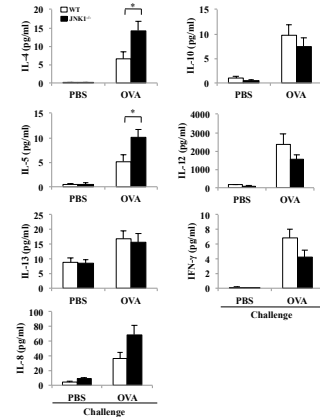 WT
JNK1-/-
IL-4 (pg/ml)
20
15
10
5
0
*
PBS
OVA
IL-10 (pg/ml)
15
10
5
0
PBS
OVA
IL-5 (pg/ml)
15
10
5
0
*
PBS
OVA
IL-12 (pg/ml)
4000
3000
2000
1000
0
PBS
OVA
IL-13 (pg/ml)
25
20
15
10
5
0
PBS
OVA
IFN-γ (pg/ml)
10
8
6
4
2
0
PBS
OVA
Challenge
IL-8 (pg/ml)
100
80
60
40
20
0
PBS
OVA
Challenge